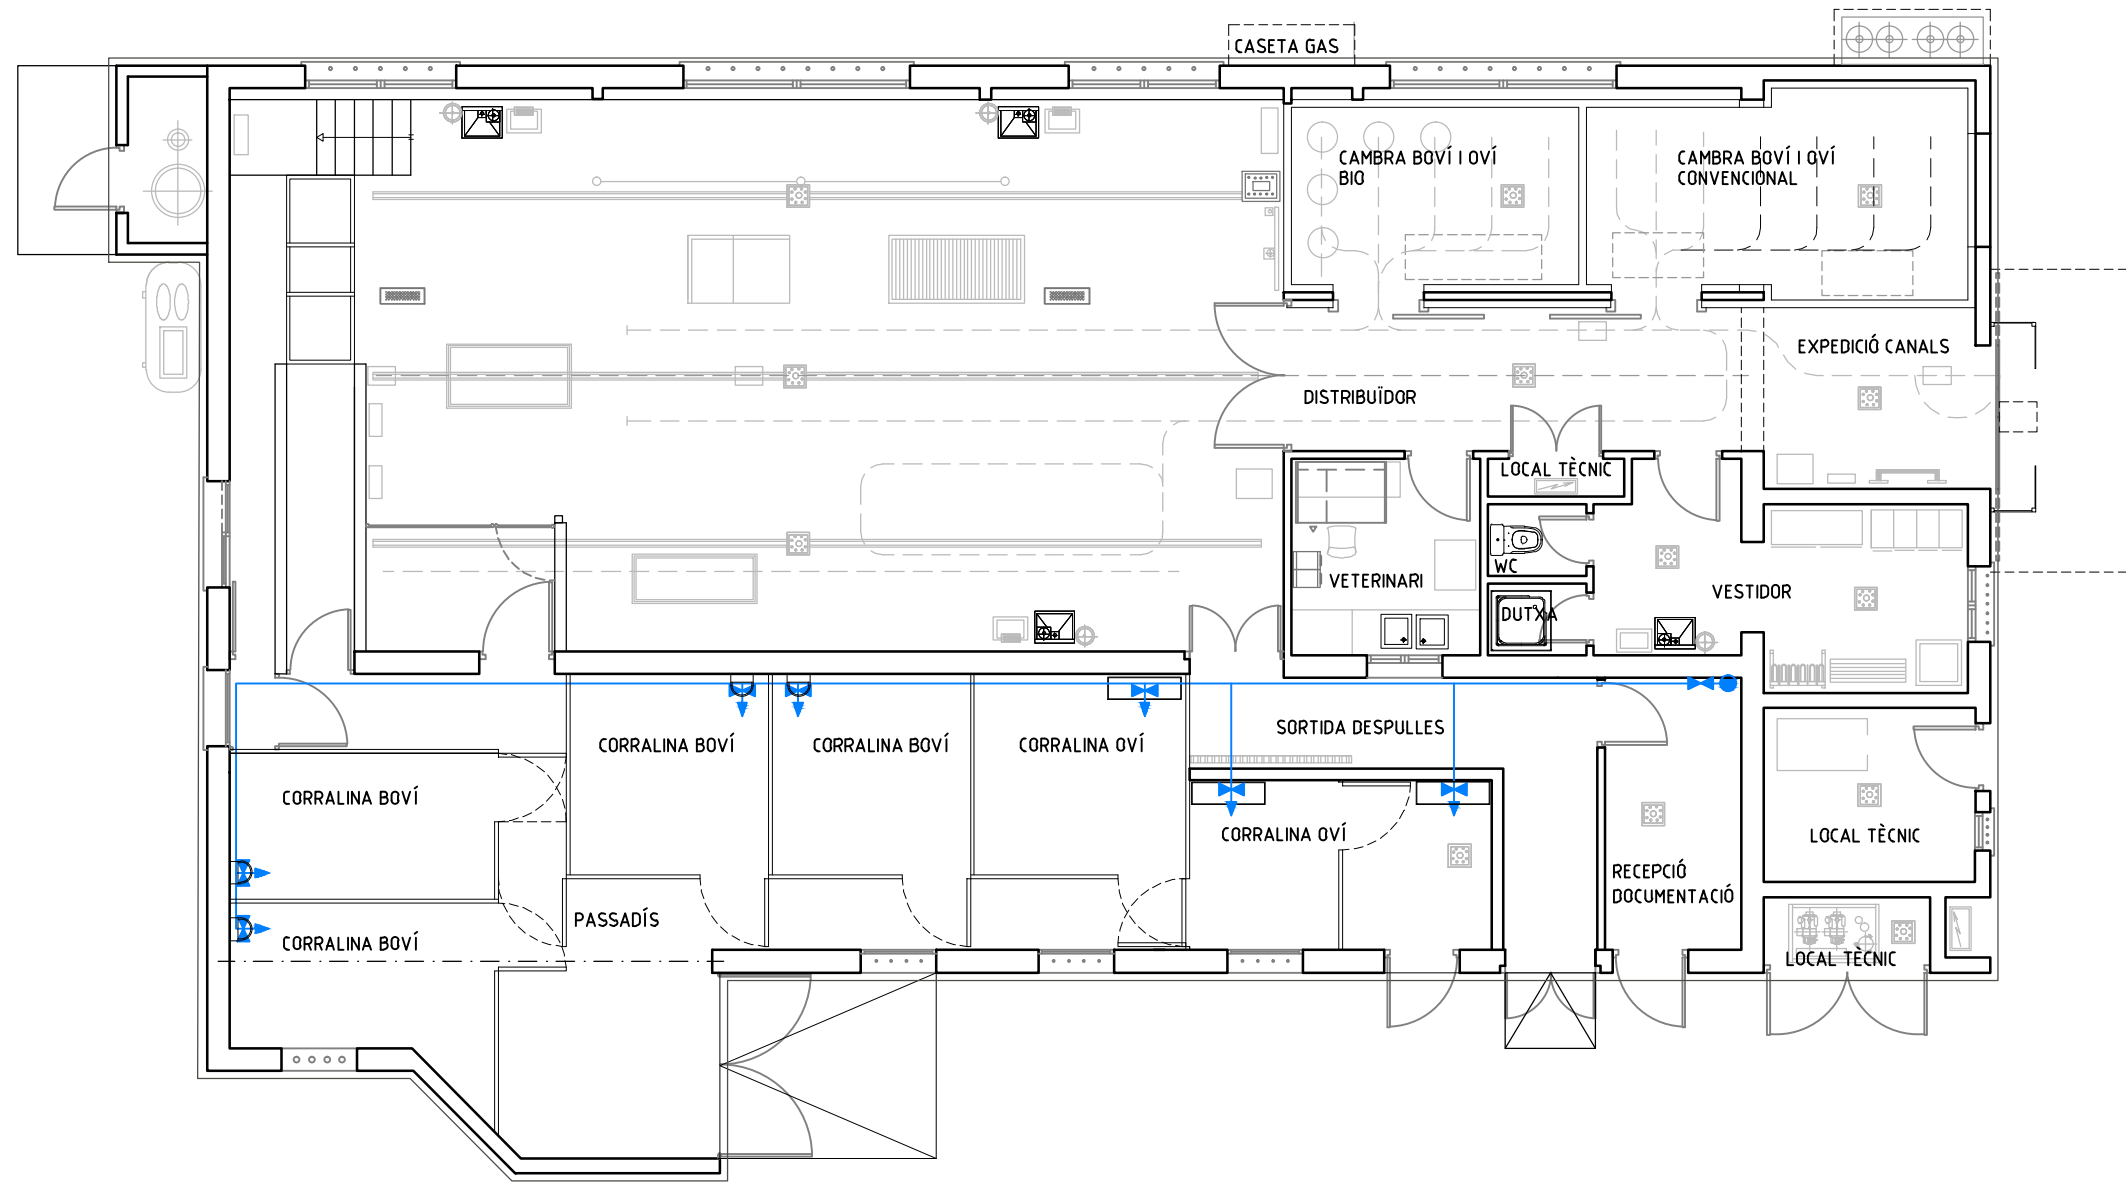 CASETA GAS
CAMBRA BOVÍ I OVÍ
BIO
CAMBRA BOVÍ I OVÍ
CONVENCIONAL
EXPEDICIÓ CANALS
DISTRIBUÏDOR
LOCAL TÈCNIC
WC
VETERINARI
DUTXA
VESTIDOR
SORTIDA DESPULLES
CORRALINA BOVÍ
CORRALINA BOVÍ
CORRALINA OVÍ
CORRALINA BOVÍ
CORRALINA OVÍ
LOCAL TÈCNIC
RECEPCIÓ
DOCUMENTACIÓ
PASSADÍS
CORRALINA BOVÍ
LOCAL TÈCNIC